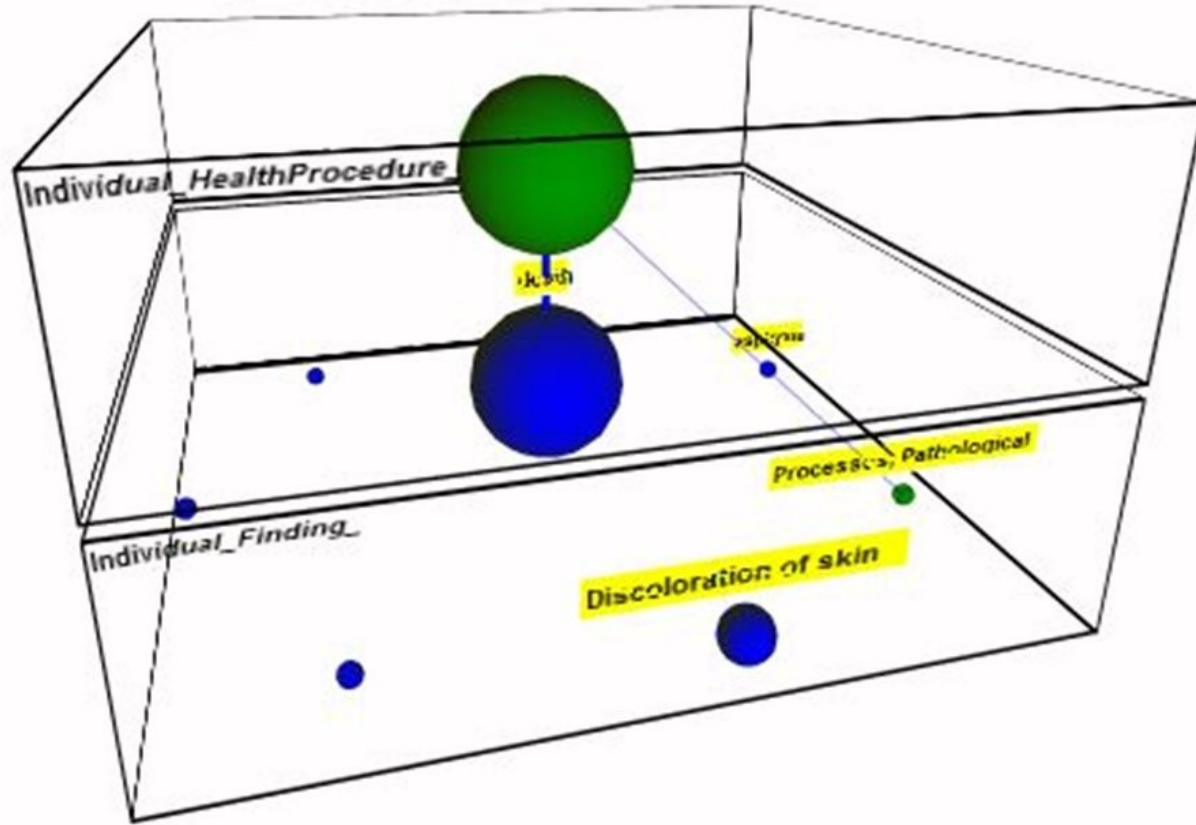 Individual_HealthProcedure_
Processes, Pathological
Individual_Finding_
Discoloration of skin